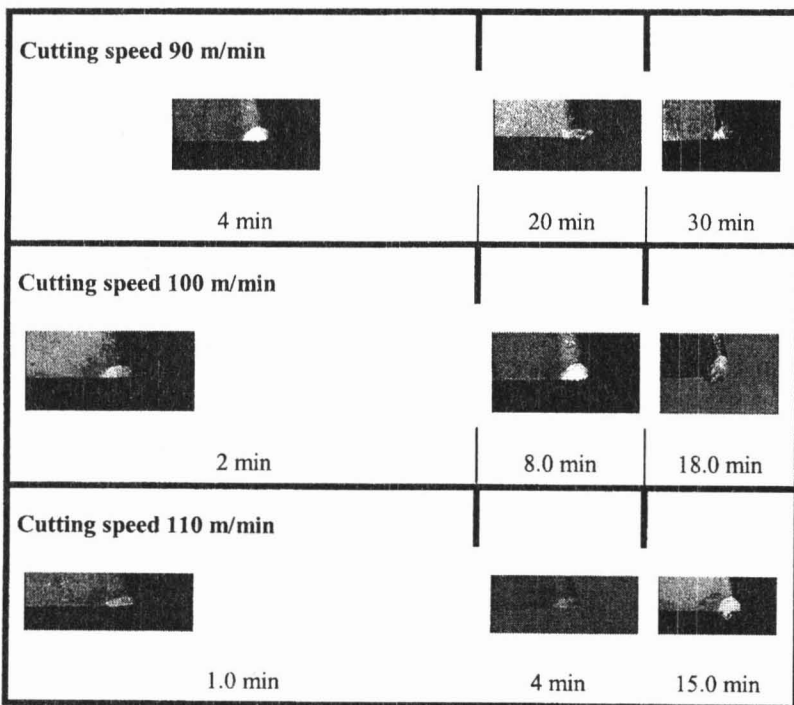 Cutting speed 90 m/min
4 min 20 min 30 min
Cutting speed 100 m/min
2 min 8.0 min 18.0 min
Cutting speed 110 m/min
1.0 min 4 min 15.0 min